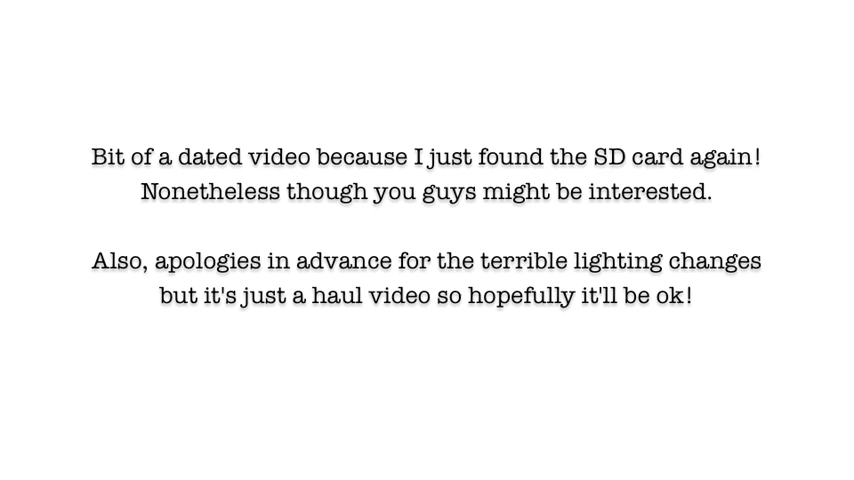 Bit of a dated video because I just found the SD card again!
Nonetheless though you guys might be interested.
Also, apologies in advance for the terrible lighting changes
but it's just a haul video so hopefully it'll be ok!